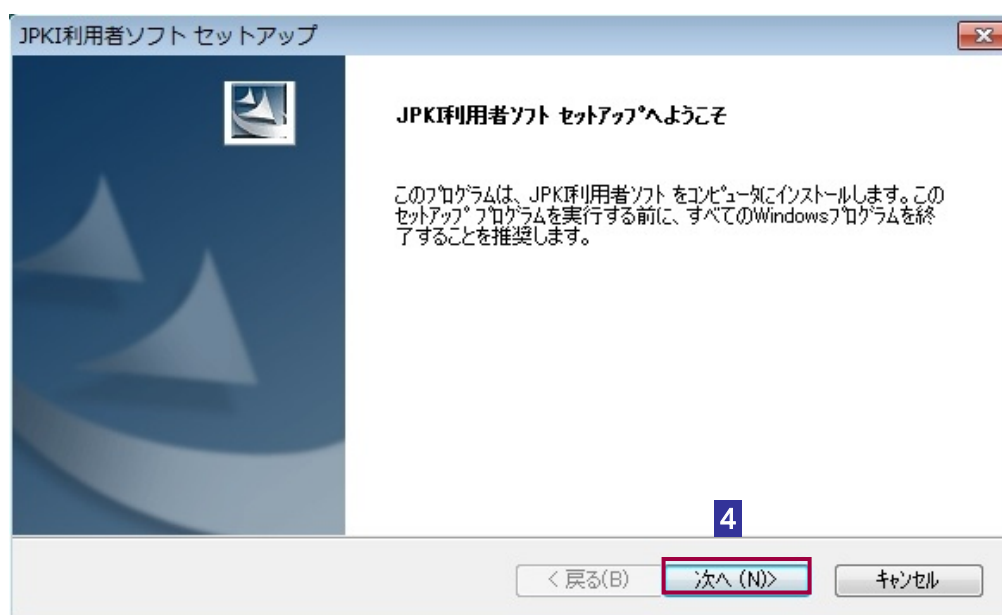 JPKI利用者ソフト セットアップ
JPKI利用者ソフト セットアップへようこそ
このプログラムは、JPKI利用者ソフト をコンピュータにインストールします。この
セットアップ プログラムを実行する前に、すべてのWindowsプログラムを終
了することを推奨します。
4
< 戻る(B)
次へ (N)>
キャンセル